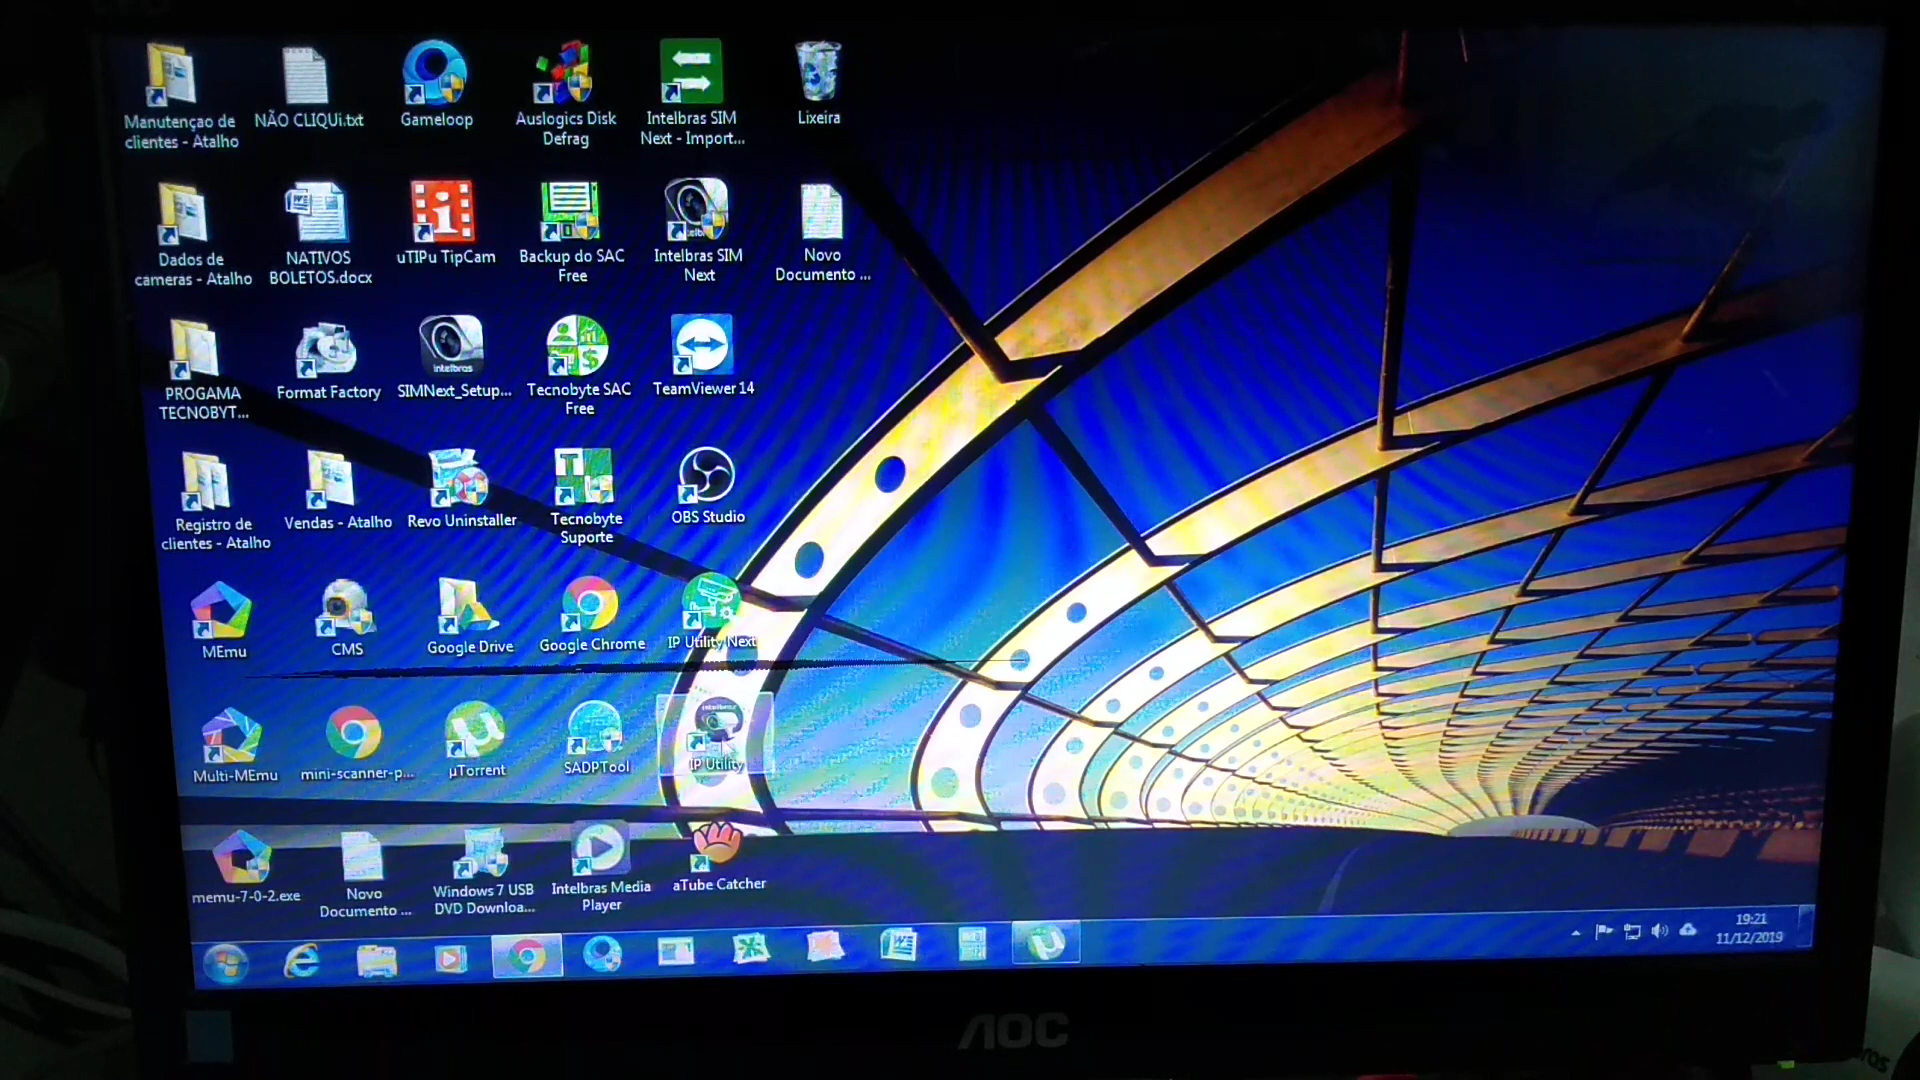 Manutençao de
clientes - Atalho
NÃO CLIQUi.txt
Gameloop
Auslogics Disk
Defrag
Intelbras SIM
Next - Import...
Lixeira
Dados de
cameras - Atalho
NATIVOS
BOLETOS.docx
uTIPu TipCam
Backup do SAC
Free
Intelbras SIM
Next
Novo
Documento ...
PROGAMA
TECNOBYT...
Format Factory
intelbras
SIMNext_Setup...
Tecnobyte SAC
Free
TeamViewer 14
Registro de
clientes - Atalho
Vendas - Atalho
Revo Uninstaller
Tecnobyte
Suporte
OBS Studio
MEmu
CMS
Google Drive
Google Chrome
IP Utility Next
Multi-MEmu
mini-scanner-p...
µTorrent
SADPTool
intelbras
IP Utility
memu-7-0-2.exe
Novo
Documento ...
Windows 7 USB
DVD Downloa...
Intelbras Media
Player
aTube Catcher
19:21
11/12/2019
AOC